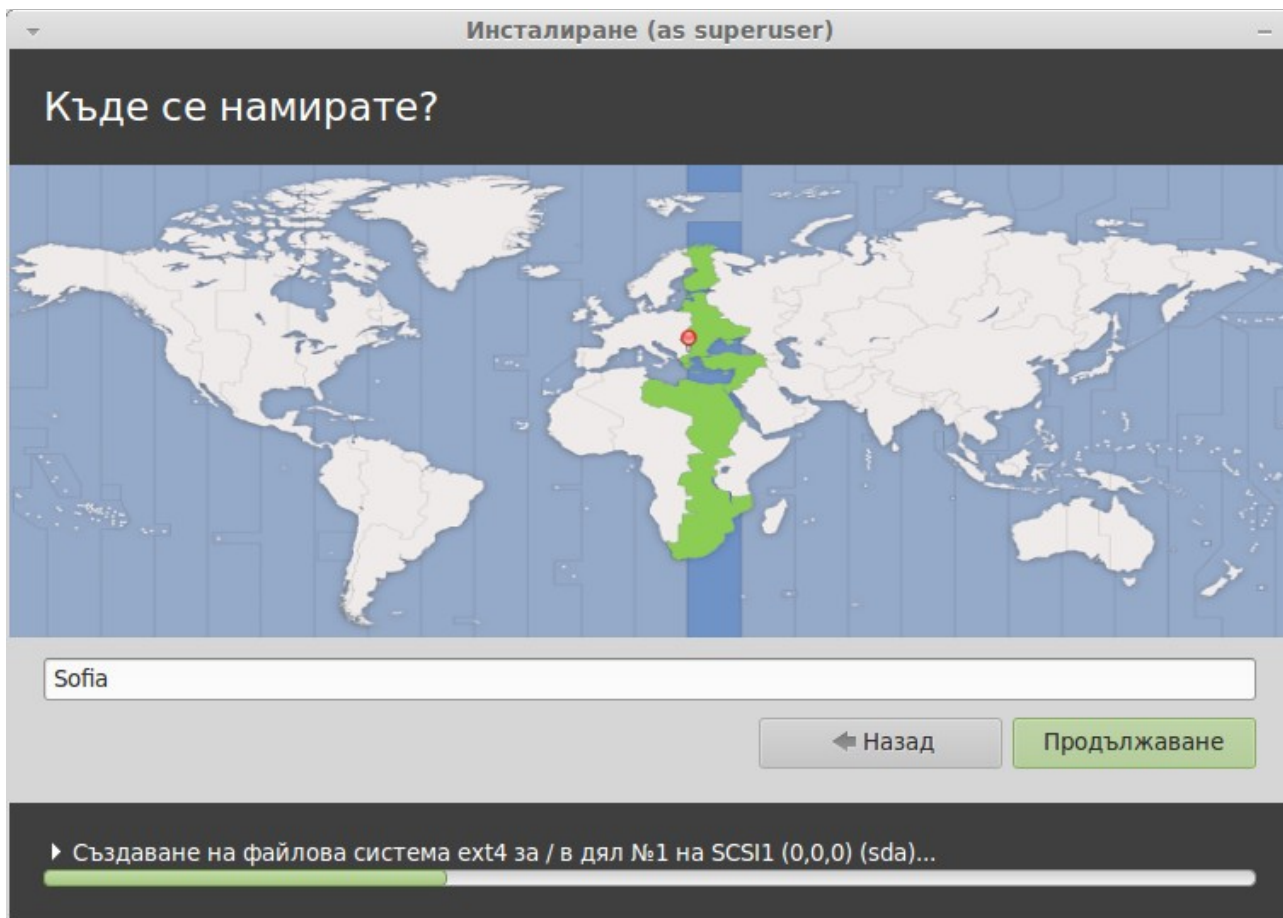 Инсталиране (as superuser)
Къде се намирате?
Sofia
Назад
Продължаване
Създаване на файлова система ext4 за / в дял №1 на SCSI1 (0,0,0) (sda)...